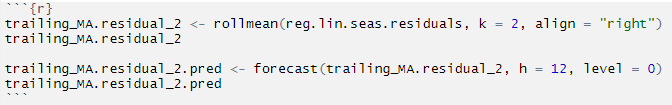 ```{r}
trailing_MA.residual_2 <- rollmean(reg.lin.seas.residuals, k = 2, align = "right")
trailing_MA.residual_2
trailing_MA.residual_2.pred <- forecast(trailing_MA.residual_2, h = 12, level = 0)
trailing_MA.residual_2.pred
```